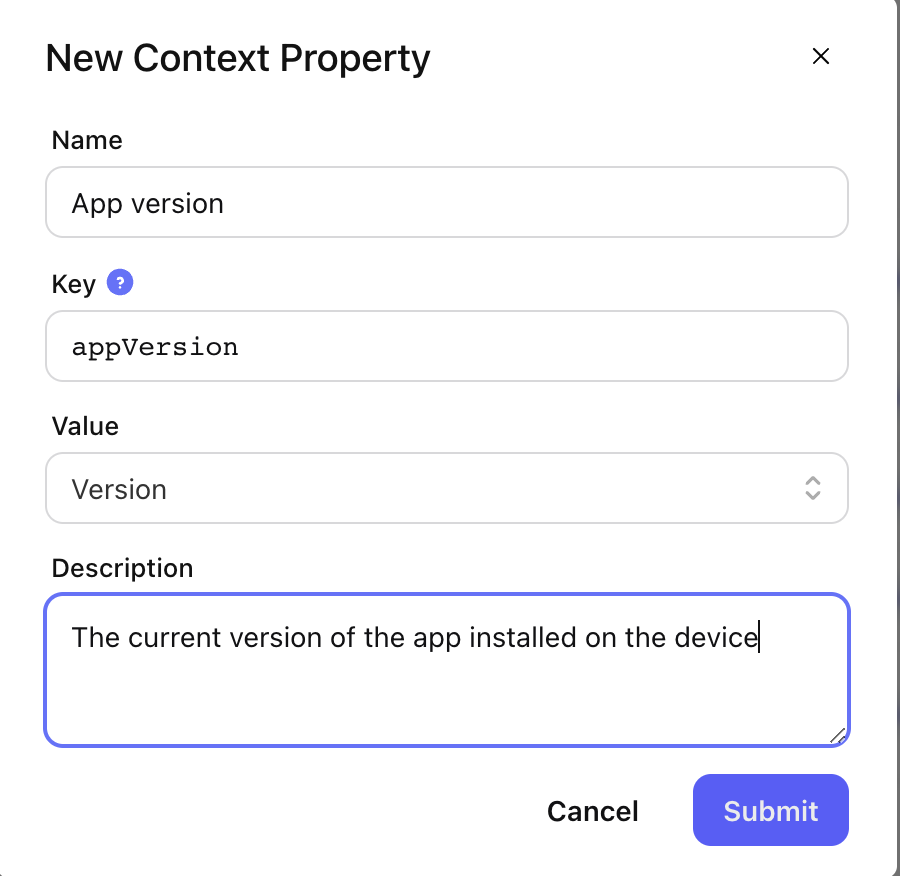 New Context Property
Name
App version
Key ?
appVersion
Value
Version
Description
The current version of the app installed on the device
Cancel Submit